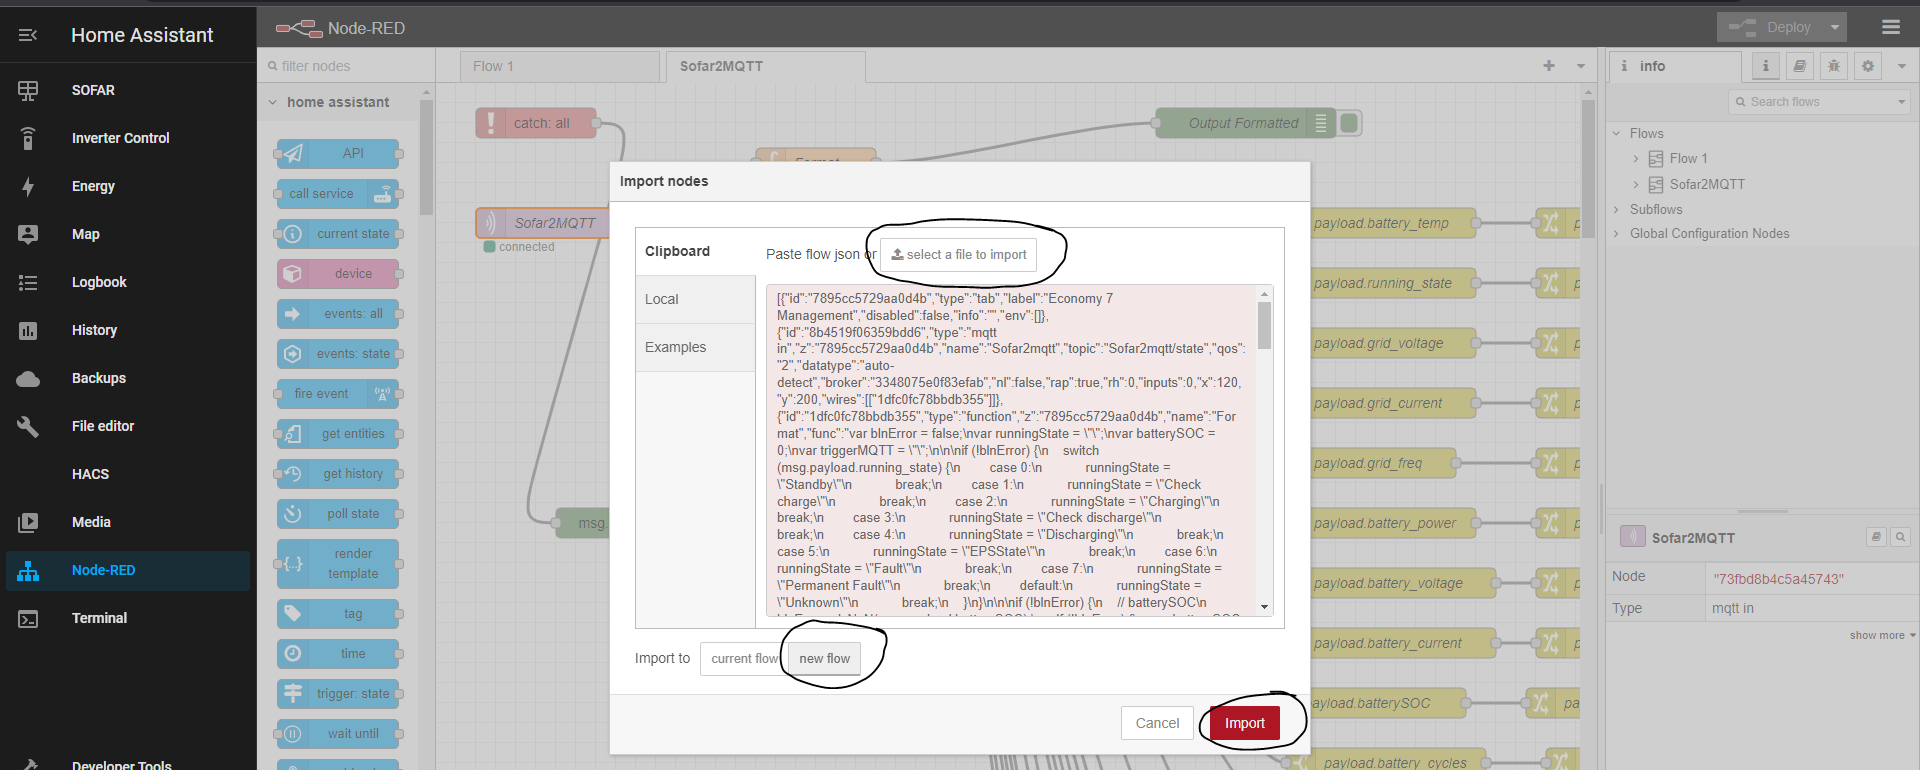 Home Assistant
SOFAR
Inverter Control
Energy
Map
Logbook
History
Backups
File editor
HACS
Media
Node-RED
Terminal
Developer Tools
Node-RED
Deploy
filter nodes
home assistant
API
call service
current state
device
events: all
events: state
fire event
get entities
get history
poll state
render
template
tag
time
trigger: state
wait until
Flow 1
Sofar2MQTT
catch: all
Output Formatted
Format
Sofar2MQTT
connected
msg.
Import nodes
Clipboard
Local
Examples
Paste flow json or
select a file to import
[{"id":"7895cc5729aa0d4b","type":"tab","label":"Economy 7
Management","disabled":false,"info":"","env":[]},
{"id":"8b4519f06359bdd6","type":"mqtt
in","z":"7895cc5729aa0d4b","name":"Sofar2mqtt","topic":"Sofar2mqtt/state","qos":
"2","datatype":"auto-
detect","broker":"3348075e0f83efab","nl":false,"rap":true,"rh":0,"inputs":0,"x":120,
"y":200,"wires":[["1dfc0fc78bbdb355"]]},
{"id":"1dfc0fc78bbdb355","type":"function","z":"7895cc5729aa0d4b","name":"For
mat","func":"var blnError = false;\nvar runningState = \"\";\nvar batterySOC =
0;\nvar triggerMQTT = \"\";\n\n\nif (!blnError) {\n    switch
(msg.payload.running_state) {\n        case 0:\n            runningState =
\"Standby\"\n            break;\n        case 1:\n            runningState = \"Check
charge\"\n            break;\n        case 2:\n            runningState = \"Charging\"\n
break;\n        case 3:\n            runningState = \"Check discharge\"\n
break;\n        case 4:\n            runningState = \"Discharging\"\n            break;\n
case 5:\n            runningState = \"EPSState\"\n            break;\n        case 6:\n
runningState = \"Fault\"\n            break;\n        case 7:\n            runningState =
\"Permanent Fault\"\n            break;\n        default:\n            runningState =
\"Unknown\"\n            break;\n    }\n}\n\n\nif (!blnError) {\n    // batterySOC\n
Import to
current flow
new flow
Cancel
Import
payload.battery_temp
payload.running_state
payload.grid_voltage
payload.grid_current
payload.grid_freq
payload.battery_power
payload.battery_voltage
payload.battery_current
ayload.batterySOC
payload.battery_cycles
p
p
p
p
p
p
p
p
pa
p
info
Search flows
Flows
Flow 1
Sofar2MQTT
Subflows
Global Configuration Nodes
Sofar2MQTT
Node
"73fbd8b4c5a45743"
Type
mqtt in
show more